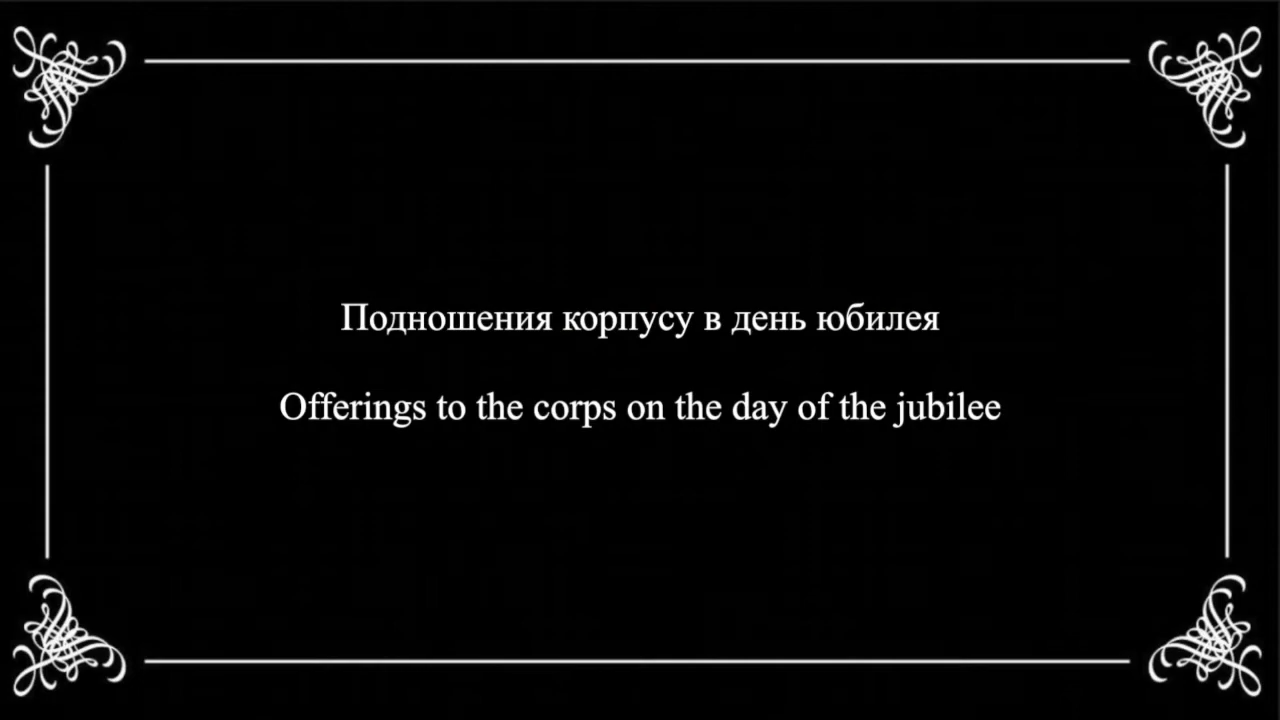 Подношения корпусу в день юбилея
Offerings to the corps on the day of the jubilee